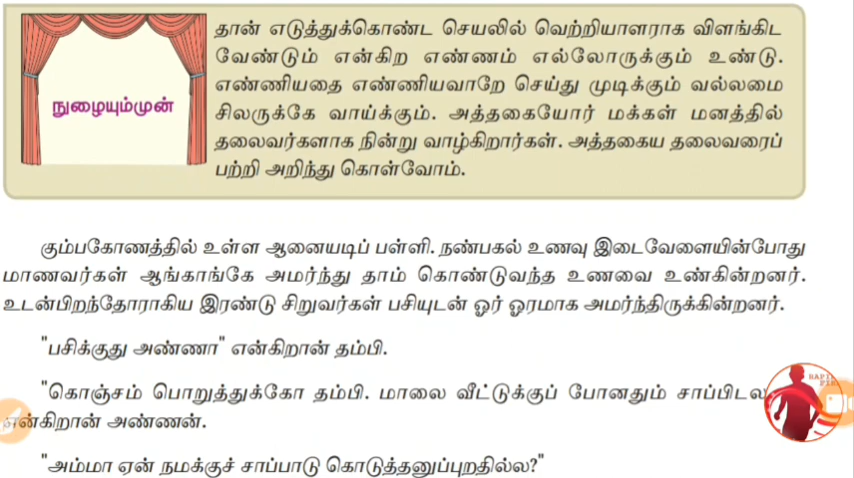 நுழையும்முன்
தான் எடுத்துக்கொண்ட செயலில் வெற்றியாளராக விளங்கிட
வேண்டும் என்கிற எண்ணம் எல்லோருக்கும் உண்டு.
எண்ணியதை எண்ணியவாறே செய்து முடிக்கும் வல்லமை
சிலருக்கே வாய்க்கும். அத்தகையோர் மக்கள் மனத்தில்
தலைவர்களாக நின்று வாழ்கிறார்கள். அத்தகைய தலைவரைப்
பற்றி அறிந்து கொள்வோம்.
கும்பகோணத்தில் உள்ள ஆனையடிப் பள்ளி. நண்பகல் உணவு இடைவேளையின்போது
மாணவர்கள் ஆங்காங்கே அமர்ந்து தாம் கொண்டுவந்த உணவை உண்கின்றனர்.
உடன்பிறந்தோராகிய இரண்டு சிறுவர்கள் பசியுடன் ஓர் ஓரமாக அமர்ந்திருக்கின்றனர்.
"பசிக்குது அண்ணா" என்கிறான் தம்பி.
"கொஞ்சம் பொறுத்துக்கோ தம்பி. மாலை வீட்டுக்குப் போனதும்
என்கிறான் அண்ணன்.
"அம்மா ஏன் நமக்குச் சாப்பாடு கொடுத்தனுப்புறதில்ல?"